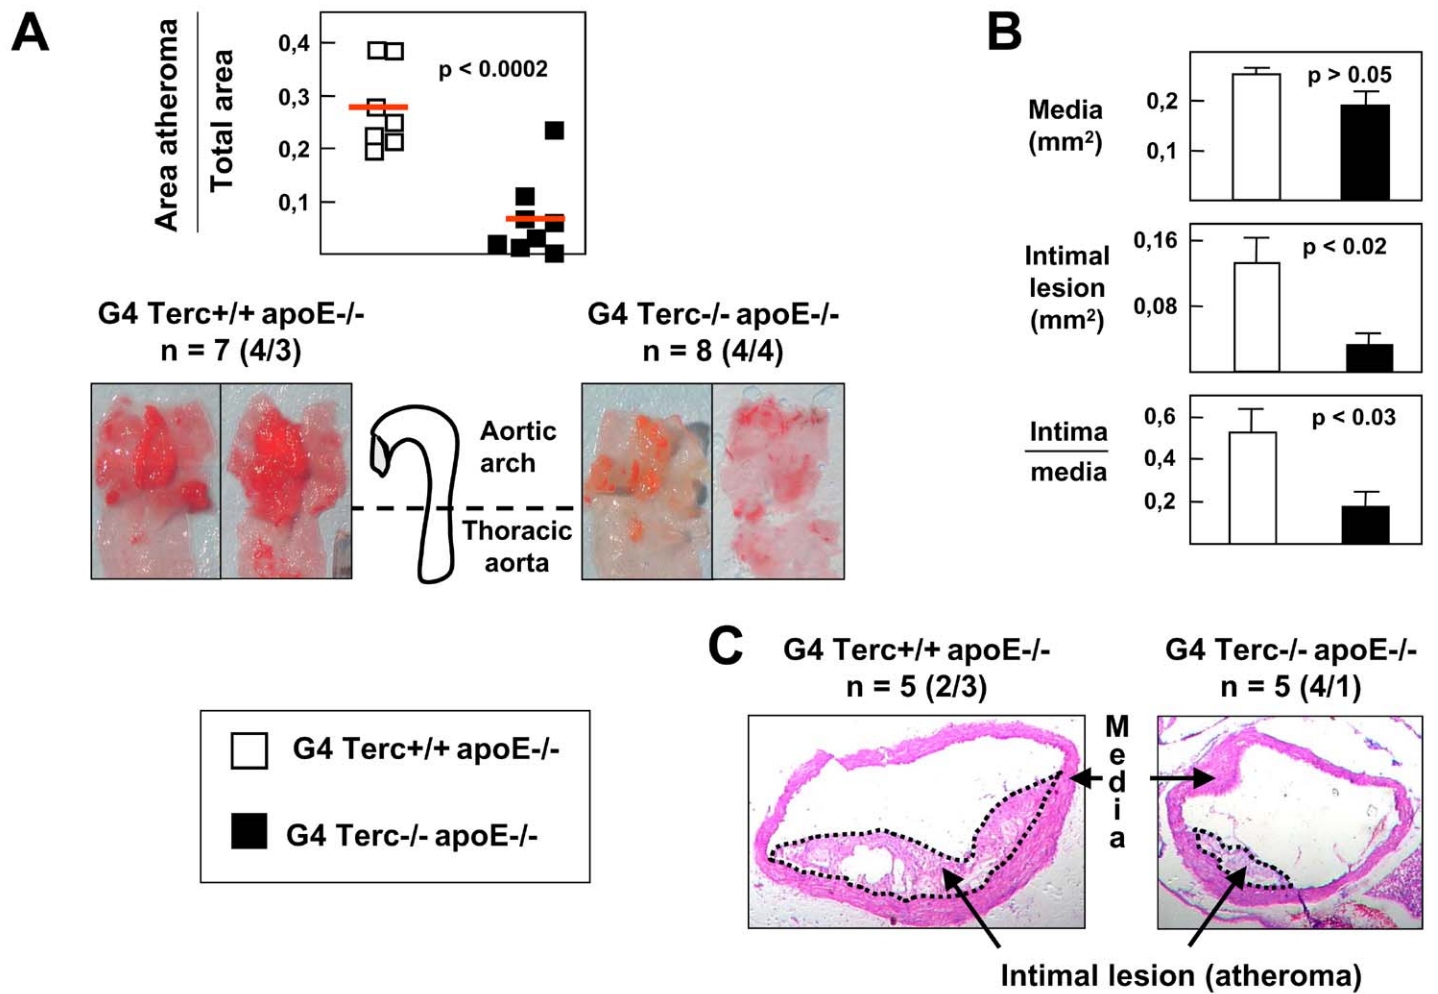 A
Area atheroma
Total area
0,4
0,3
0,2
0,1
p < 0.0002
G4 Terc+/+ apoE-/-
n = 7 (4/3)
G4 Terc-/- apoE-/-
n = 8 (4/4)
Aortic
arch
Thoracic
aorta
G4 Terc+/+ apoE-/-
G4 Terc-/- apoE-/-
B
Media
(mm²)
0,2
0,1
p > 0.05
Intimal
lesion
(mm²)
0,16
0,08
p < 0.02
Intima
media
0,6
0,4
0,2
p < 0.03
C
G4 Terc+/+ apoE-/-
n = 5 (2/3)
G4 Terc-/- apoE-/-
n = 5 (4/1)
Media
Intimal lesion (atheroma)